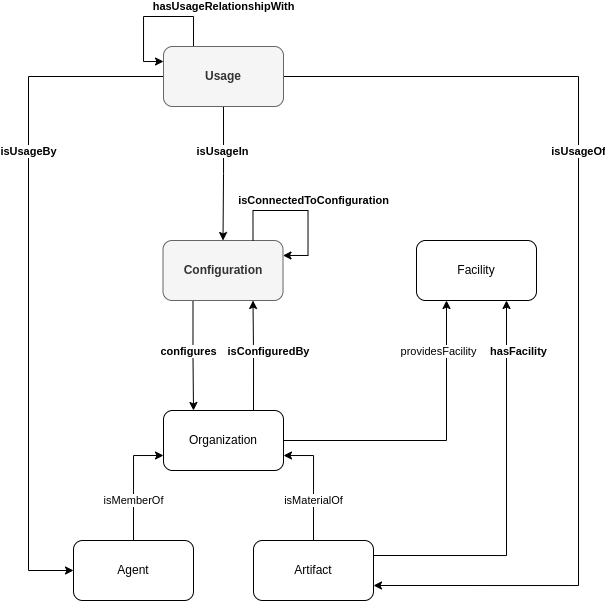 hasUsageRelationshipWith
Usage
isUsageBy
isUsageIn
isUsageOf
isConnectedToConfiguration
Configuration
Facility
configures
isConfiguredBy
providesFacility
hasFacility
Organization
isMemberOf
isMaterialOf
Agent
Artifact